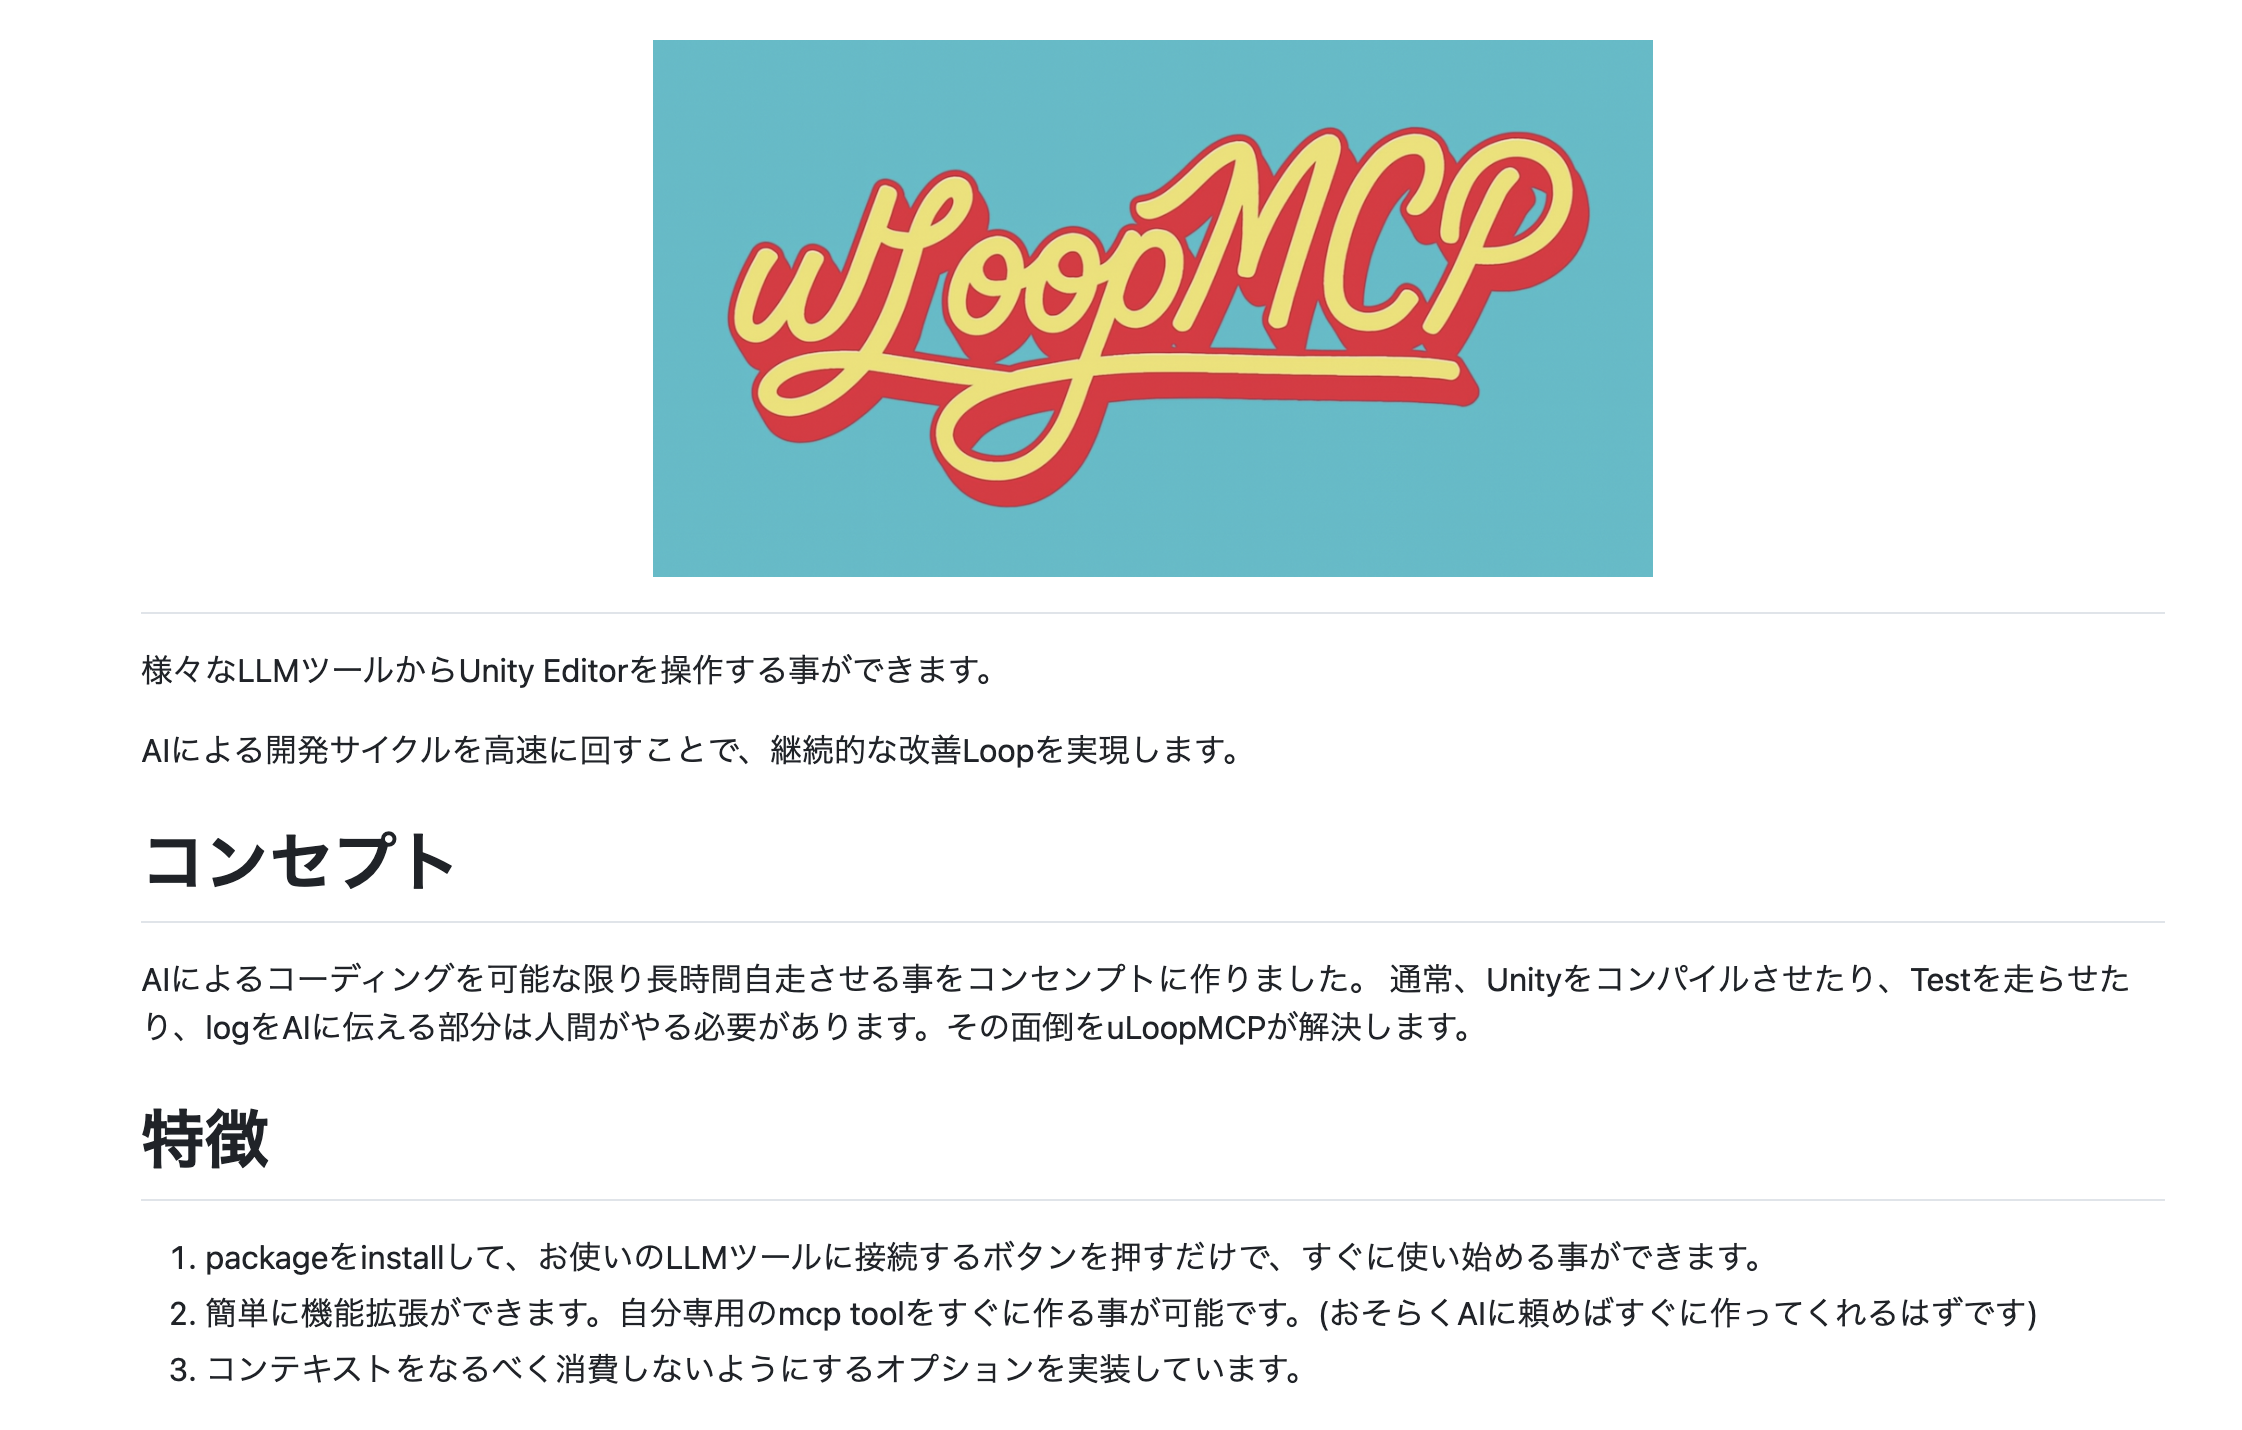 uLoopMCP
様々なLLMツールからUnity Editorを操作する事ができます。
AIによる開発サイクルを高速に回すことで、継続的な改善Loopを実現します。
コンセプト
AIによるコーディングを可能な限り長時間自走させる事をコンセンプトに作りました。 通常、Unityをコンパイルさせたり、Testを走らせた
り、logをAIに伝える部分は人間がやる必要があります。その面倒をuLoopMCPが解決します。
特徴
1. packageをinstallして、お使いのLLMツールに接続するボタンを押すだけで、すぐに使い始める事ができます。
2. 簡単に機能拡張ができます。自分専用のmcp toolをすぐに作る事が可能です。(おそらくAIに頼めばすぐに作ってくれるはずです)
3. コンテキストをなるべく消費しないようにするオプションを実装しています。